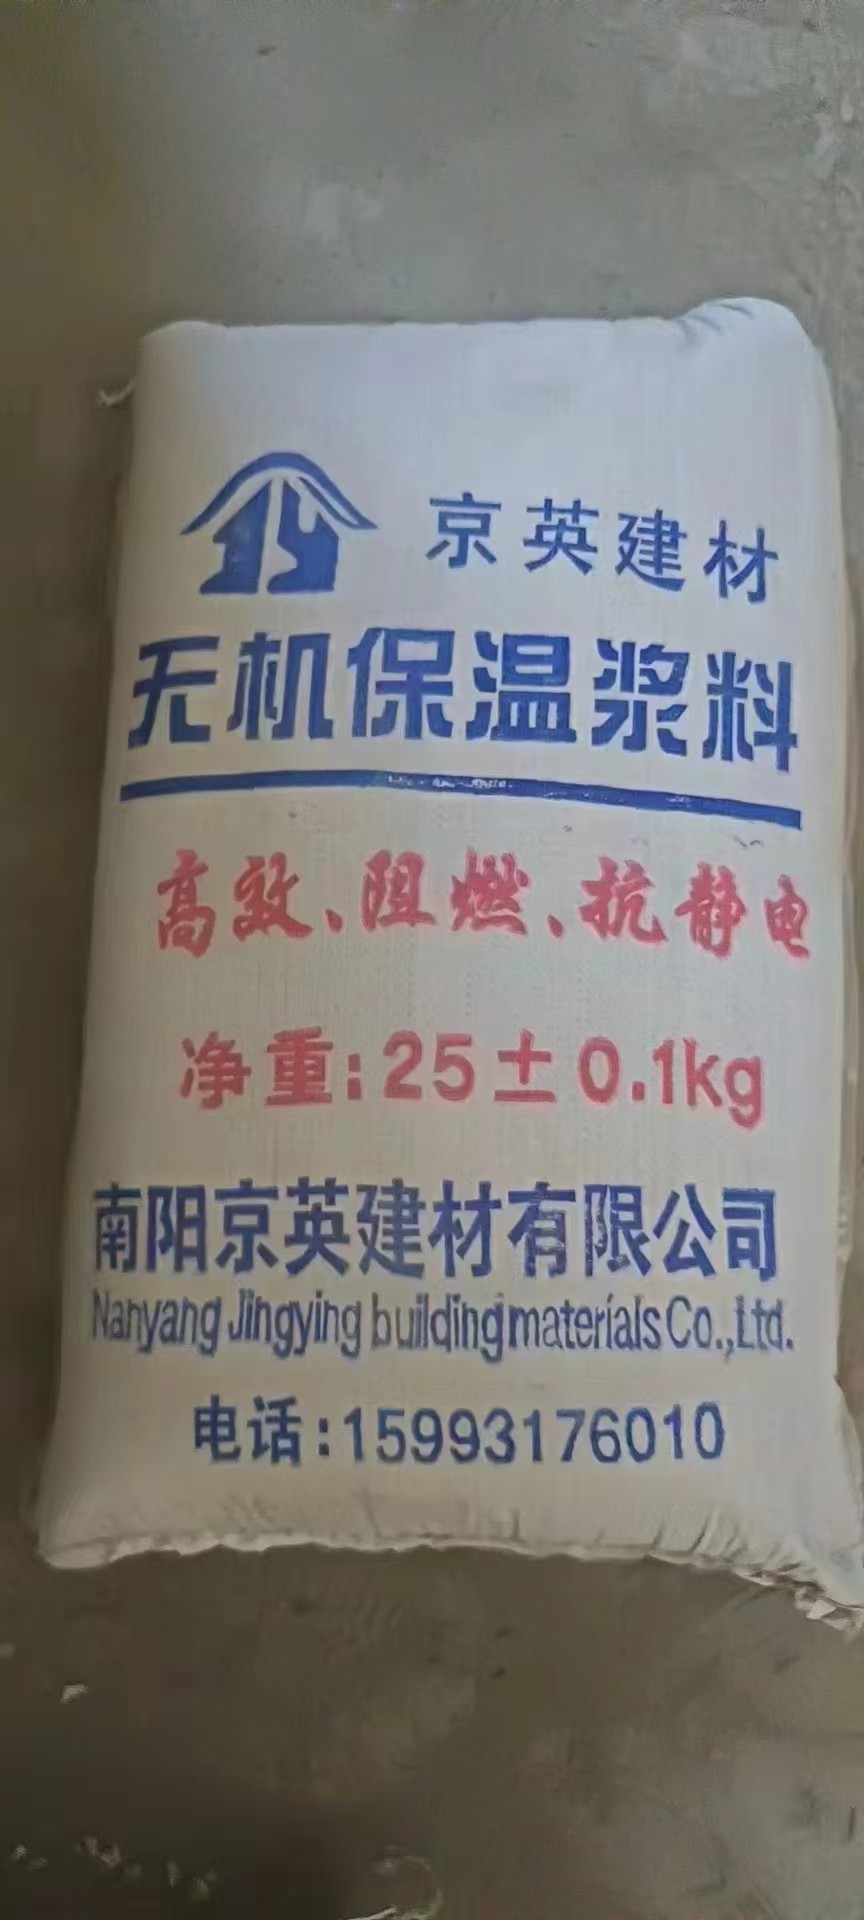 京英建材
无机保温浆料
高效、阻燃、抗静电
净重:25±0.1kg
南阳京英建材有限公司
Nanyang Jingying building materials Co.,Ltd.
电话:15993176010